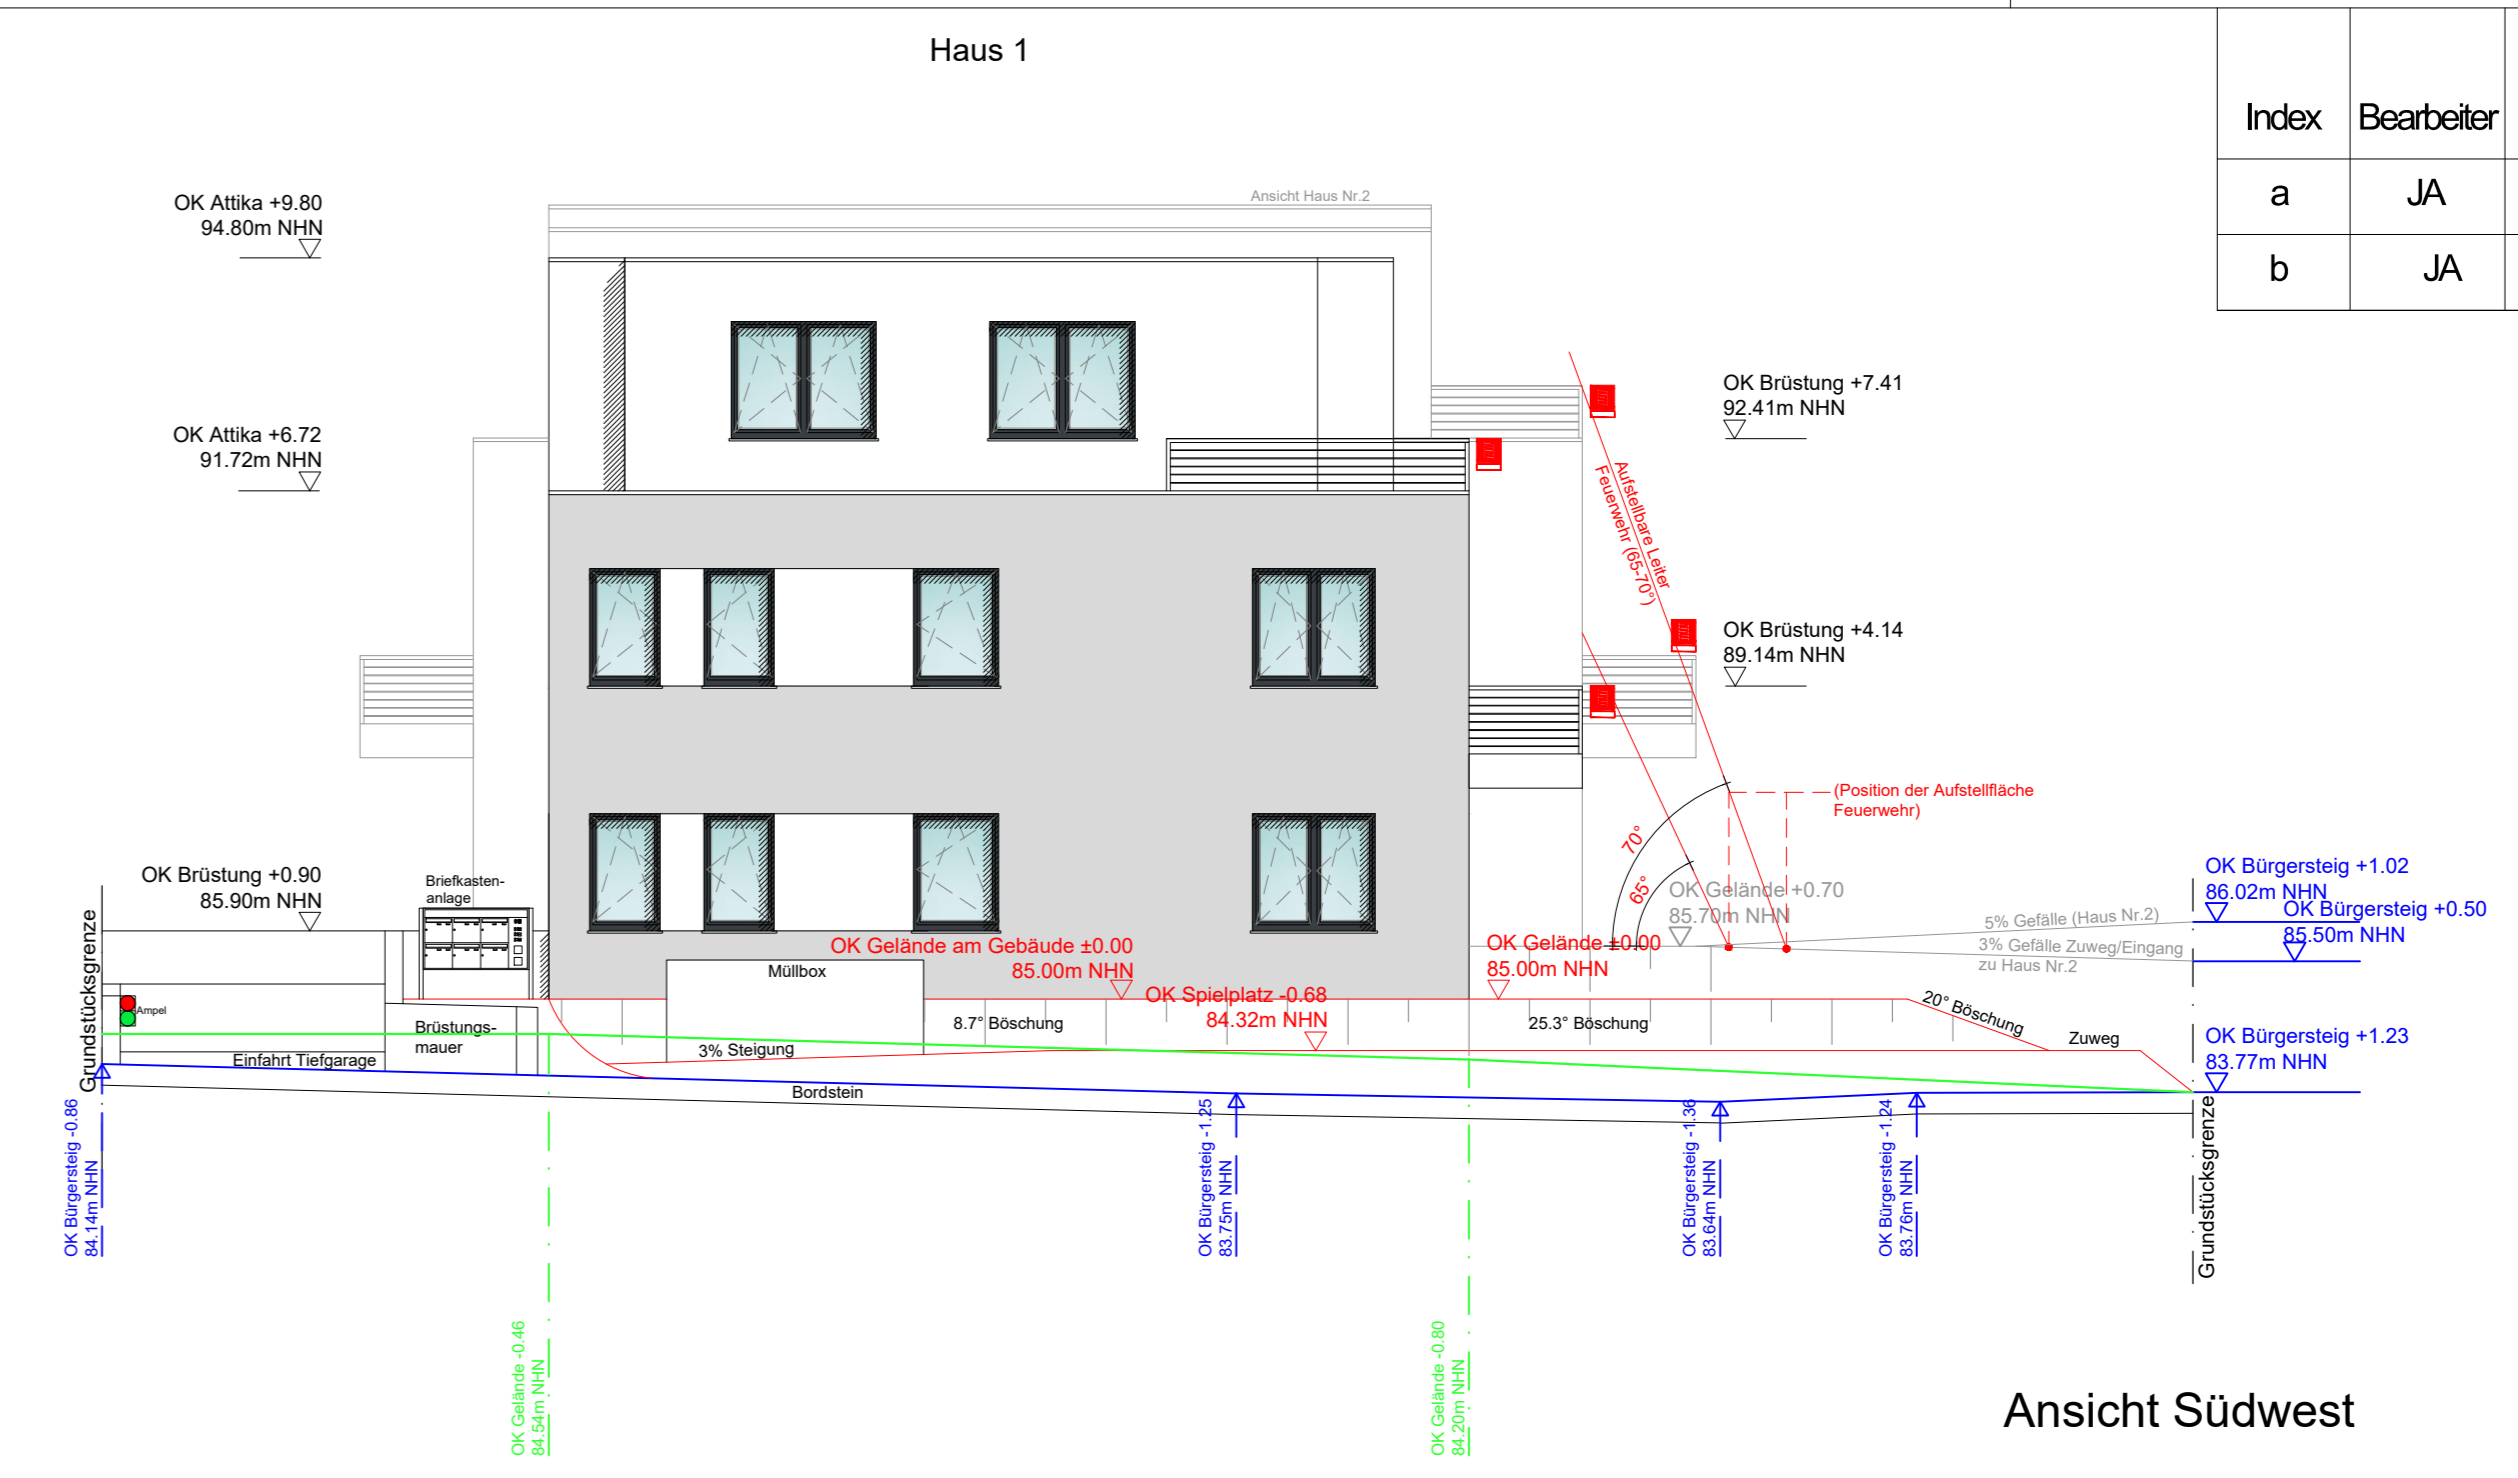 Haus 1
Index
Bearbeiter
a
JA
b
JA
Ansicht Haus Nr.2
OK Attika +9.80
94.80m NHN
OK Brüstung +7.41
92.41m NHN
OK Attika +6.72
91.72m NHN
Aufstellbare Leiter
Feuerwehr (65-70°)
OK Brüstung +4.14
89.14m NHN
(Position der Aufstellfläche
Feuerwehr)
70°
65°
OK Brüstung +0.90
85.90m NHN
Briefkasten-
anlage
OK Gelände +0.70
85.70m NHN
OK Bürgersteig +1.02
86.02m NHN
OK Bürgersteig +0.50
85.50m NHN
5% Gefälle (Haus Nr.2)
3% Gefälle Zuweg/Eingang
zu Haus Nr.2
Grundstücksgrenze
OK Gelände am Gebäude ±0.00
85.00m NHN
OK Gelände ±0.00
85.00m NHN
Müllbox
OK Spielplatz -0.68
84.32m NHN
Ampel
Brüstungs-
mauer
8.7° Böschung
25.3° Böschung
20° Böschung
Zuweg
3% Steigung
Einfahrt Tiefgarage
OK Bürgersteig +1.23
83.77m NHN
Bordstein
OK Bürgersteig -0.86
84.14m NHN
OK Bürgersteig -1.25
83.75m NHN
OK Bürgersteig -1.36
83.64m NHN
OK Bürgersteig -1.24
83.76m NHN
Grundstücksgrenze
OK Gelände -0.46
84.54m NHN
OK Gelände -0.80
84.20m NHN
Ansicht Südwest